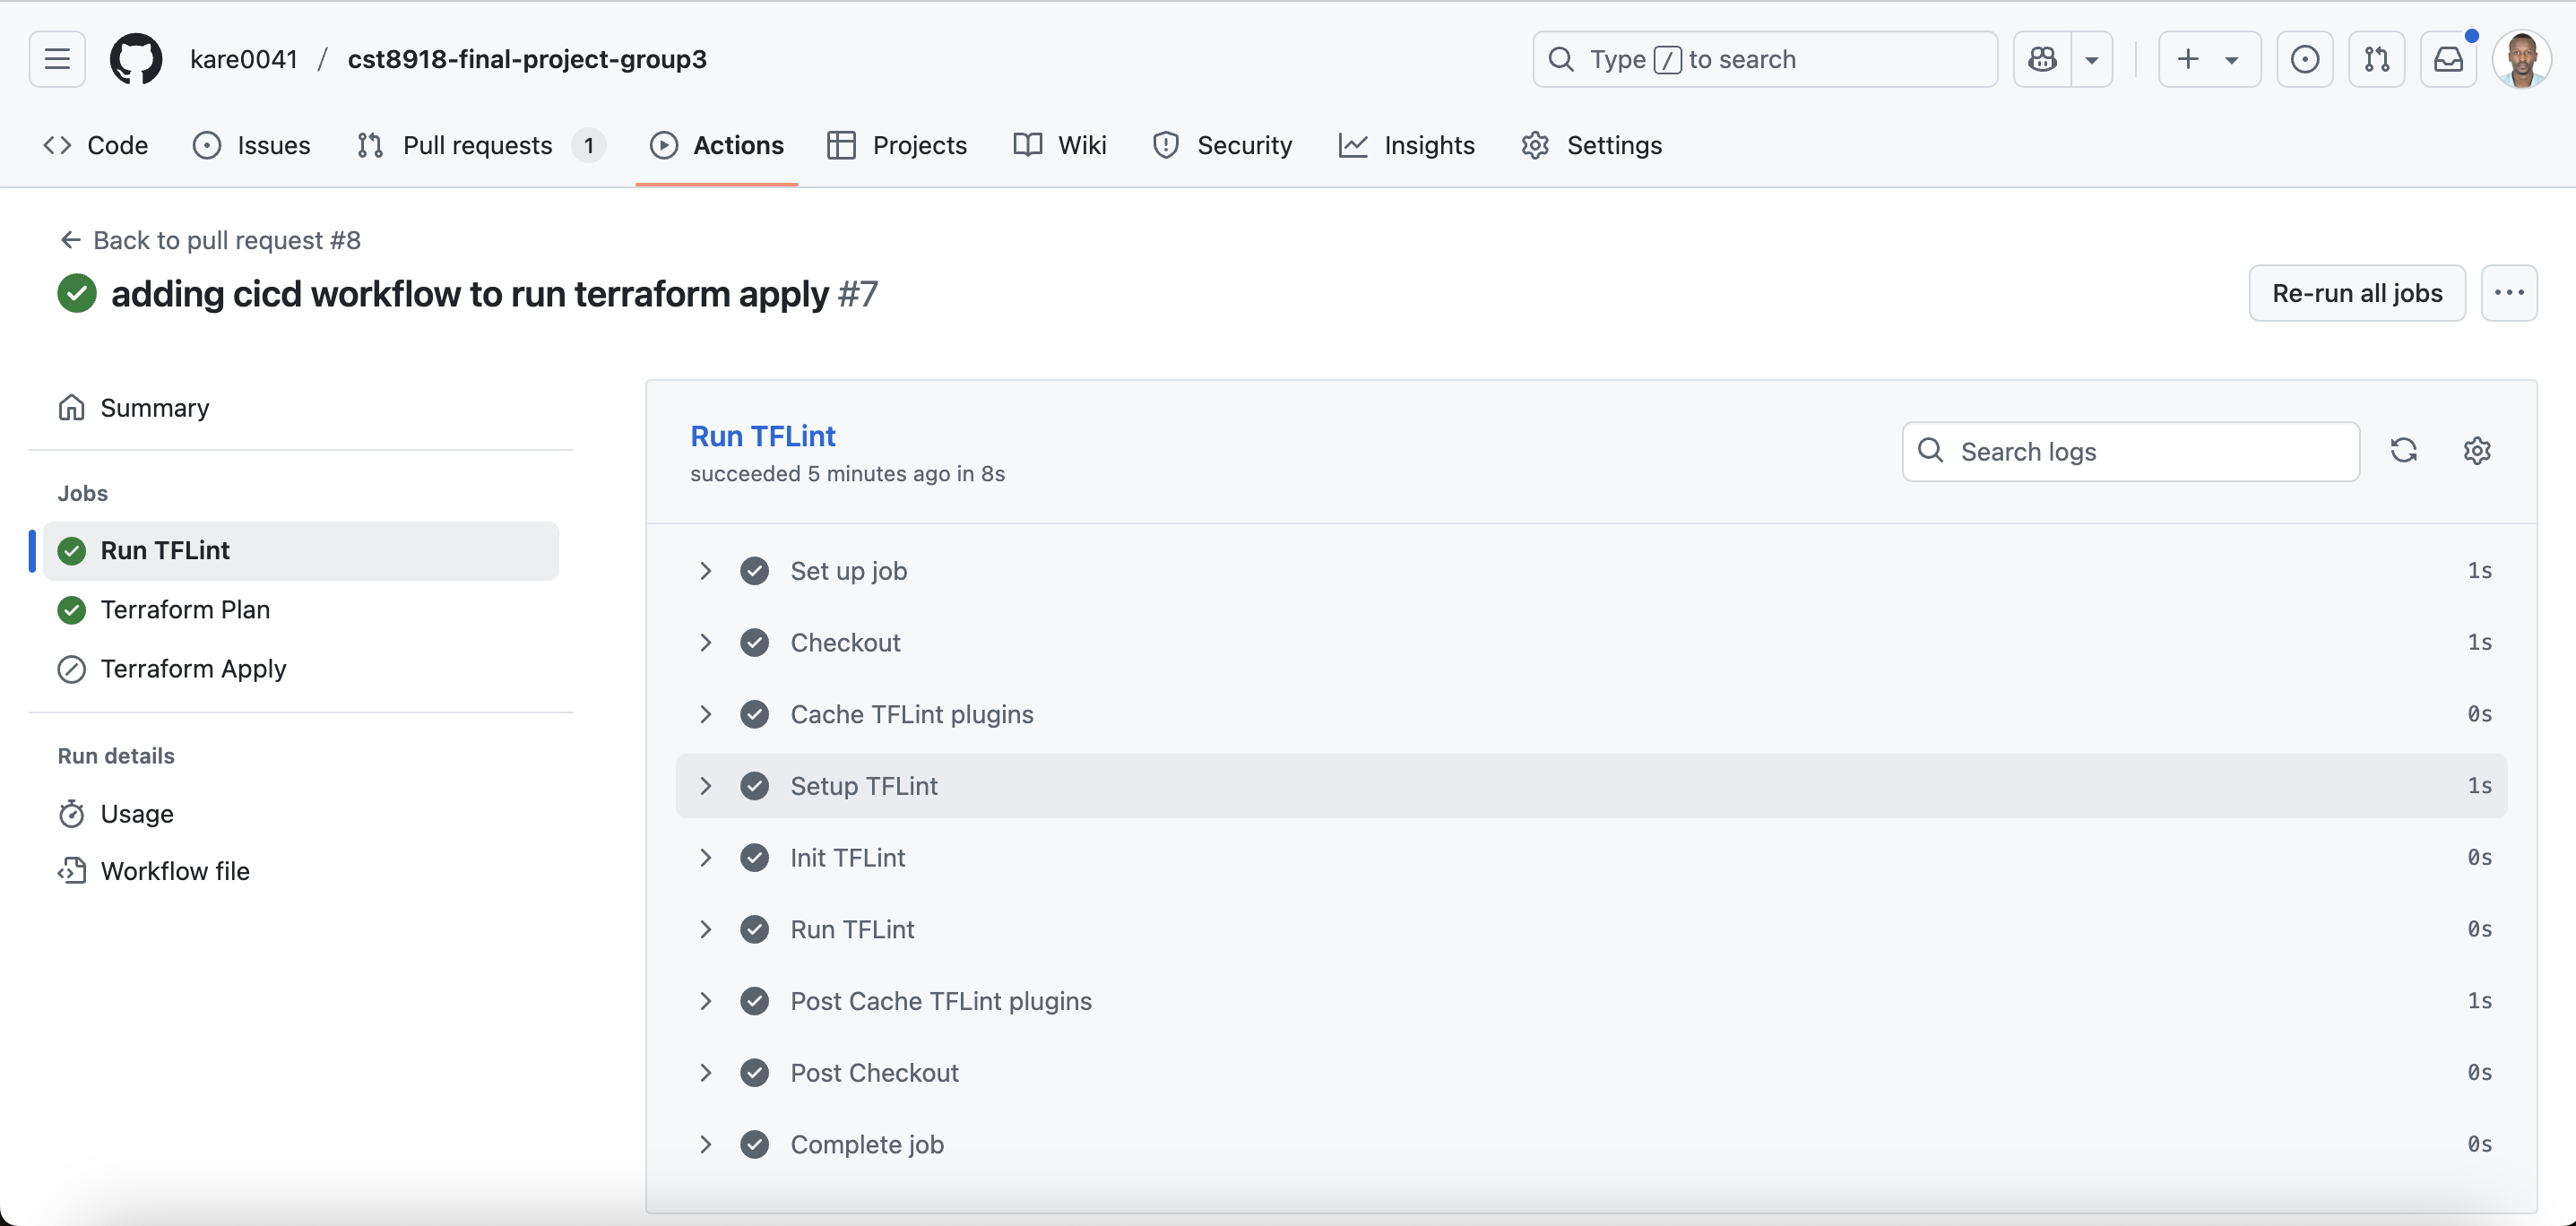 kare0041 / cst8918-final-project-group3
Type / to search
Code
Issues
Pull requests 1
Actions
Projects
Wiki
Security
Insights
Settings
Back to pull request #8
adding cicd workflow to run terraform apply #7
Re-run all jobs
Summary
Jobs
Run TFLint
Terraform Plan
Terraform Apply
Run details
Usage
Workflow file
Run TFLint
succeeded 5 minutes ago in 8s
Search logs
Set up job 1s
Checkout 1s
Cache TFLint plugins 0s
Setup TFLint 1s
Init TFLint 0s
Run TFLint 0s
Post Cache TFLint plugins 1s
Post Checkout 0s
Complete job 0s